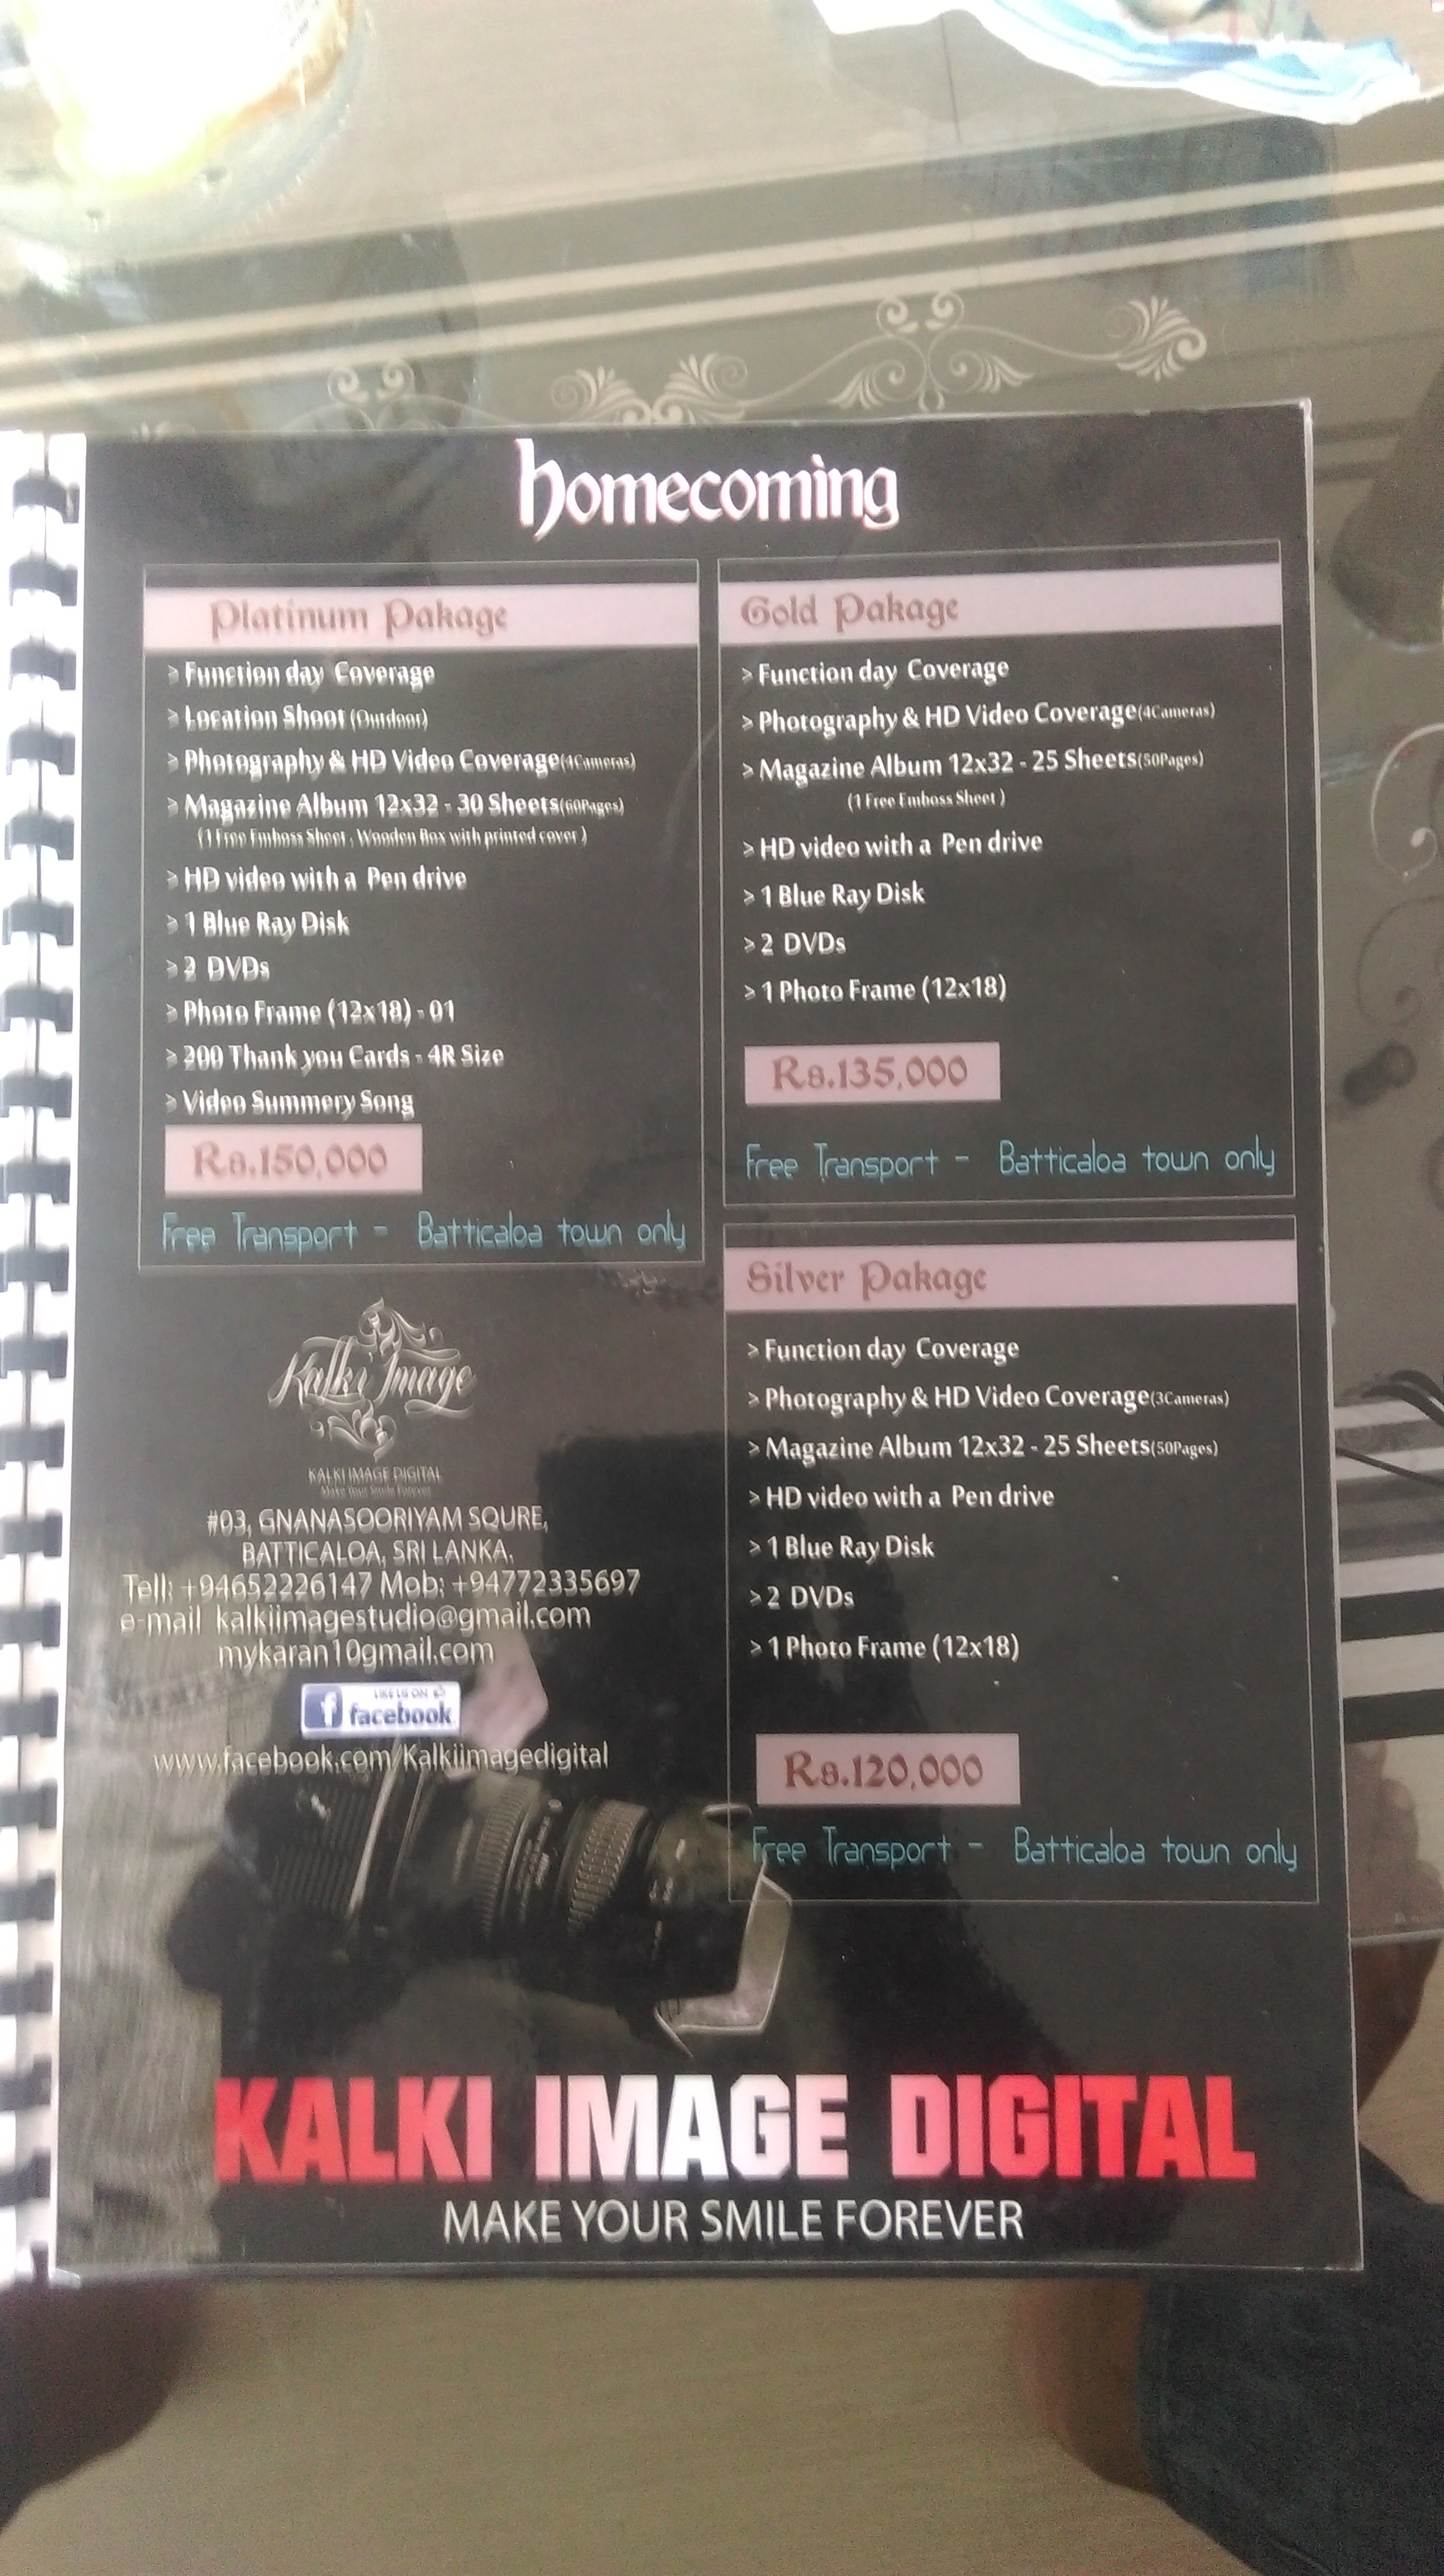 homecoming
Platinum Pakage
> Function day Coverage
> Location Shoot (Outdoor)
> Photography & HD Video Coverage(4Cameras)
> Magazine Album 12x32 - 30 Sheets(60Pages)
(1 Free Emboss Sheet , Wooden Box with printed cover )
> HD video with a Pen drive
> 1 Blue Ray Disk
> 2 DVDs
> Photo Frame (12x18) - 01
> 200 Thank you Cards - 4R Size
> Video Summery Song
Rs.150,000
Free Transport - Batticaloa town only
Gold Pakage
> Function day Coverage
> Photography & HD Video Coverage(4Cameras)
> Magazine Album 12x32 - 25 Sheets(50Pages)
(1 Free Emboss Sheet )
> HD video with a Pen drive
> 1 Blue Ray Disk
> 2 DVDs
> 1 Photo Frame (12x18)
Rs.135,000
Free Transport - Batticaloa town only
Silver Pakage
> Function day Coverage
> Photography & HD Video Coverage(3Cameras)
> Magazine Album 12x32 - 25 Sheets(50Pages)
> HD video with a Pen drive
> 1 Blue Ray Disk
> 2 DVDs
> 1 Photo Frame (12x18)
Rs.120,000
Free Transport - Batticaloa town only
Kalki Image
KALKI IMAGE DIGITAL
Make Your Smile Forever
#03, GNANASOORIYAM SQURE,
BATTICALOA, SRI LANKA.
Tell: +94652226147 Mob: +94772335697
e-mail kalkiimagestudio@gmail.com
mykaran10gmail.com
LIKE US ON
f facebook
www.facebook.com/Kalkiimagedigital
KALKI IMAGE DIGITAL
MAKE YOUR SMILE FOREVER